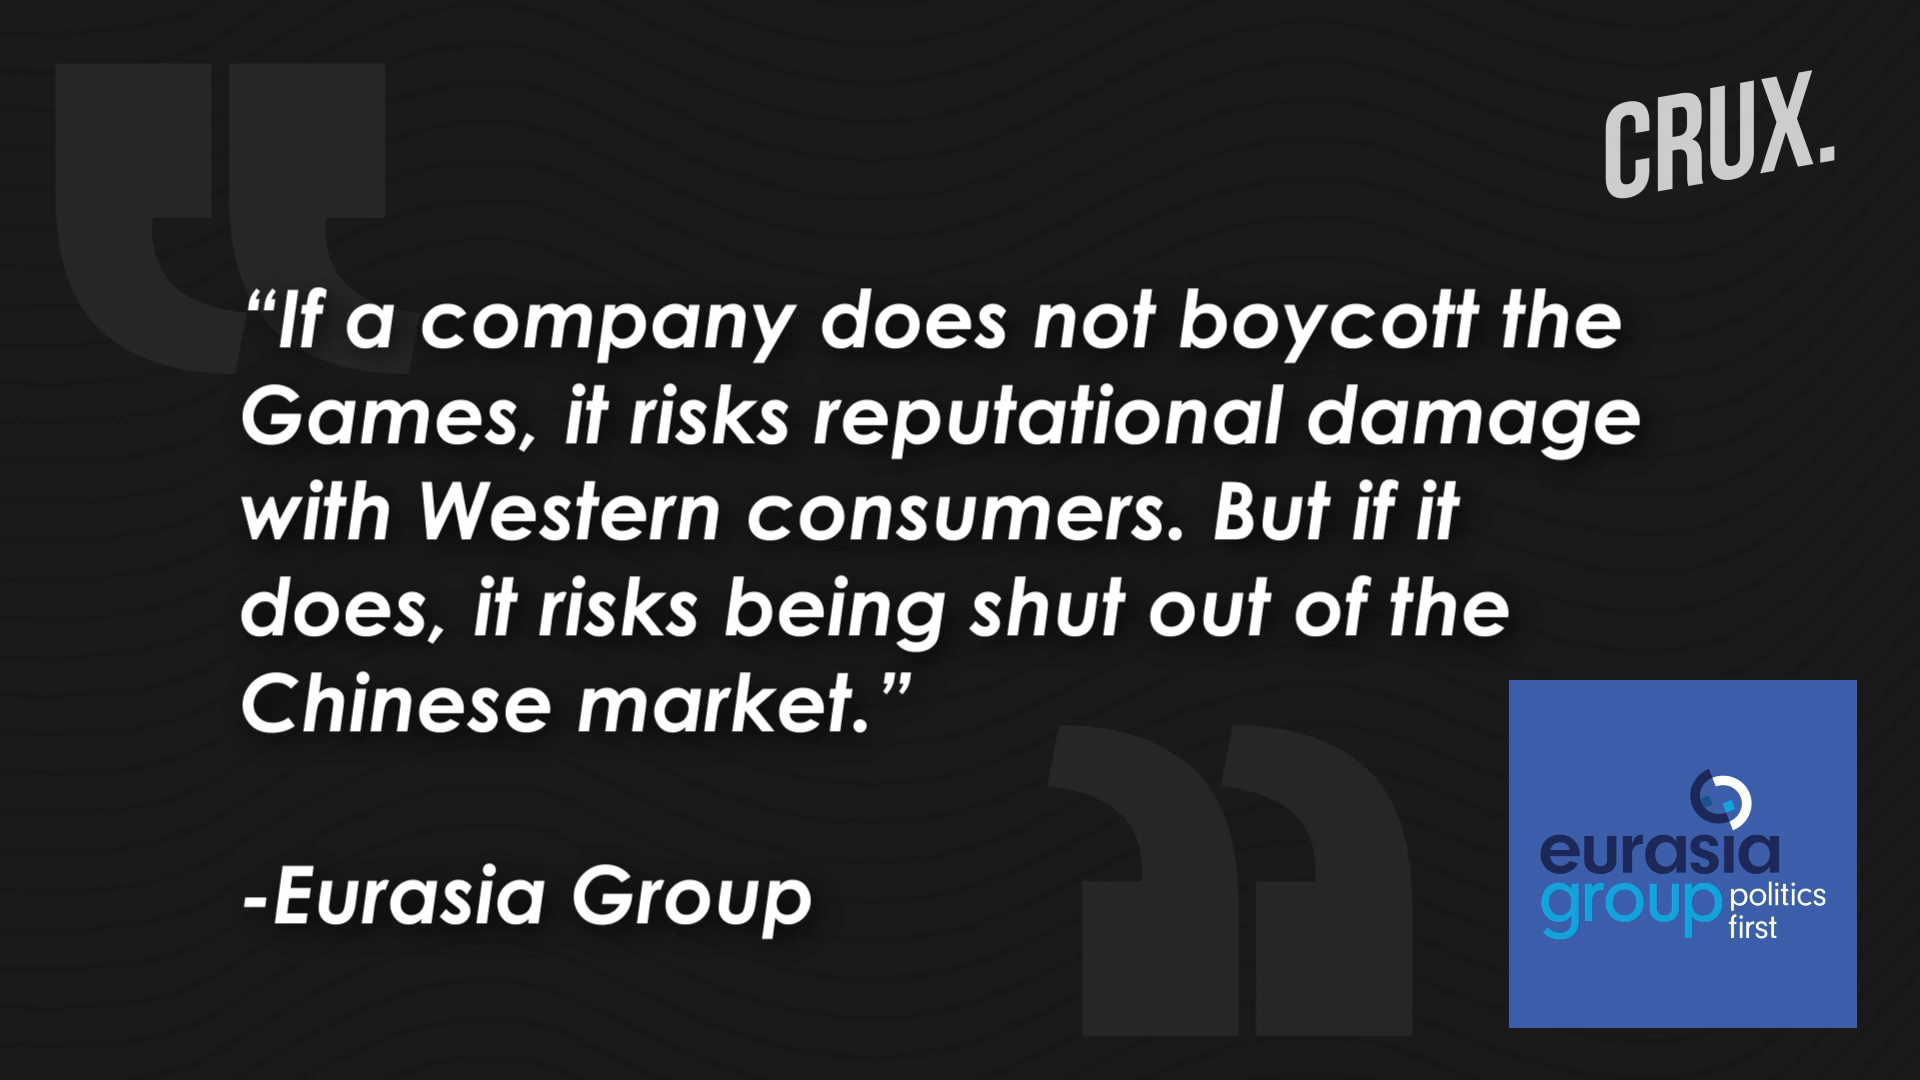 CRUX.
“If a company does not boycott the
Games, it risks reputational damage
with Western consumers. But if it
does, it risks being shut out of the
Chinese market.”
-Eurasia Group
eurasia
group politics
first